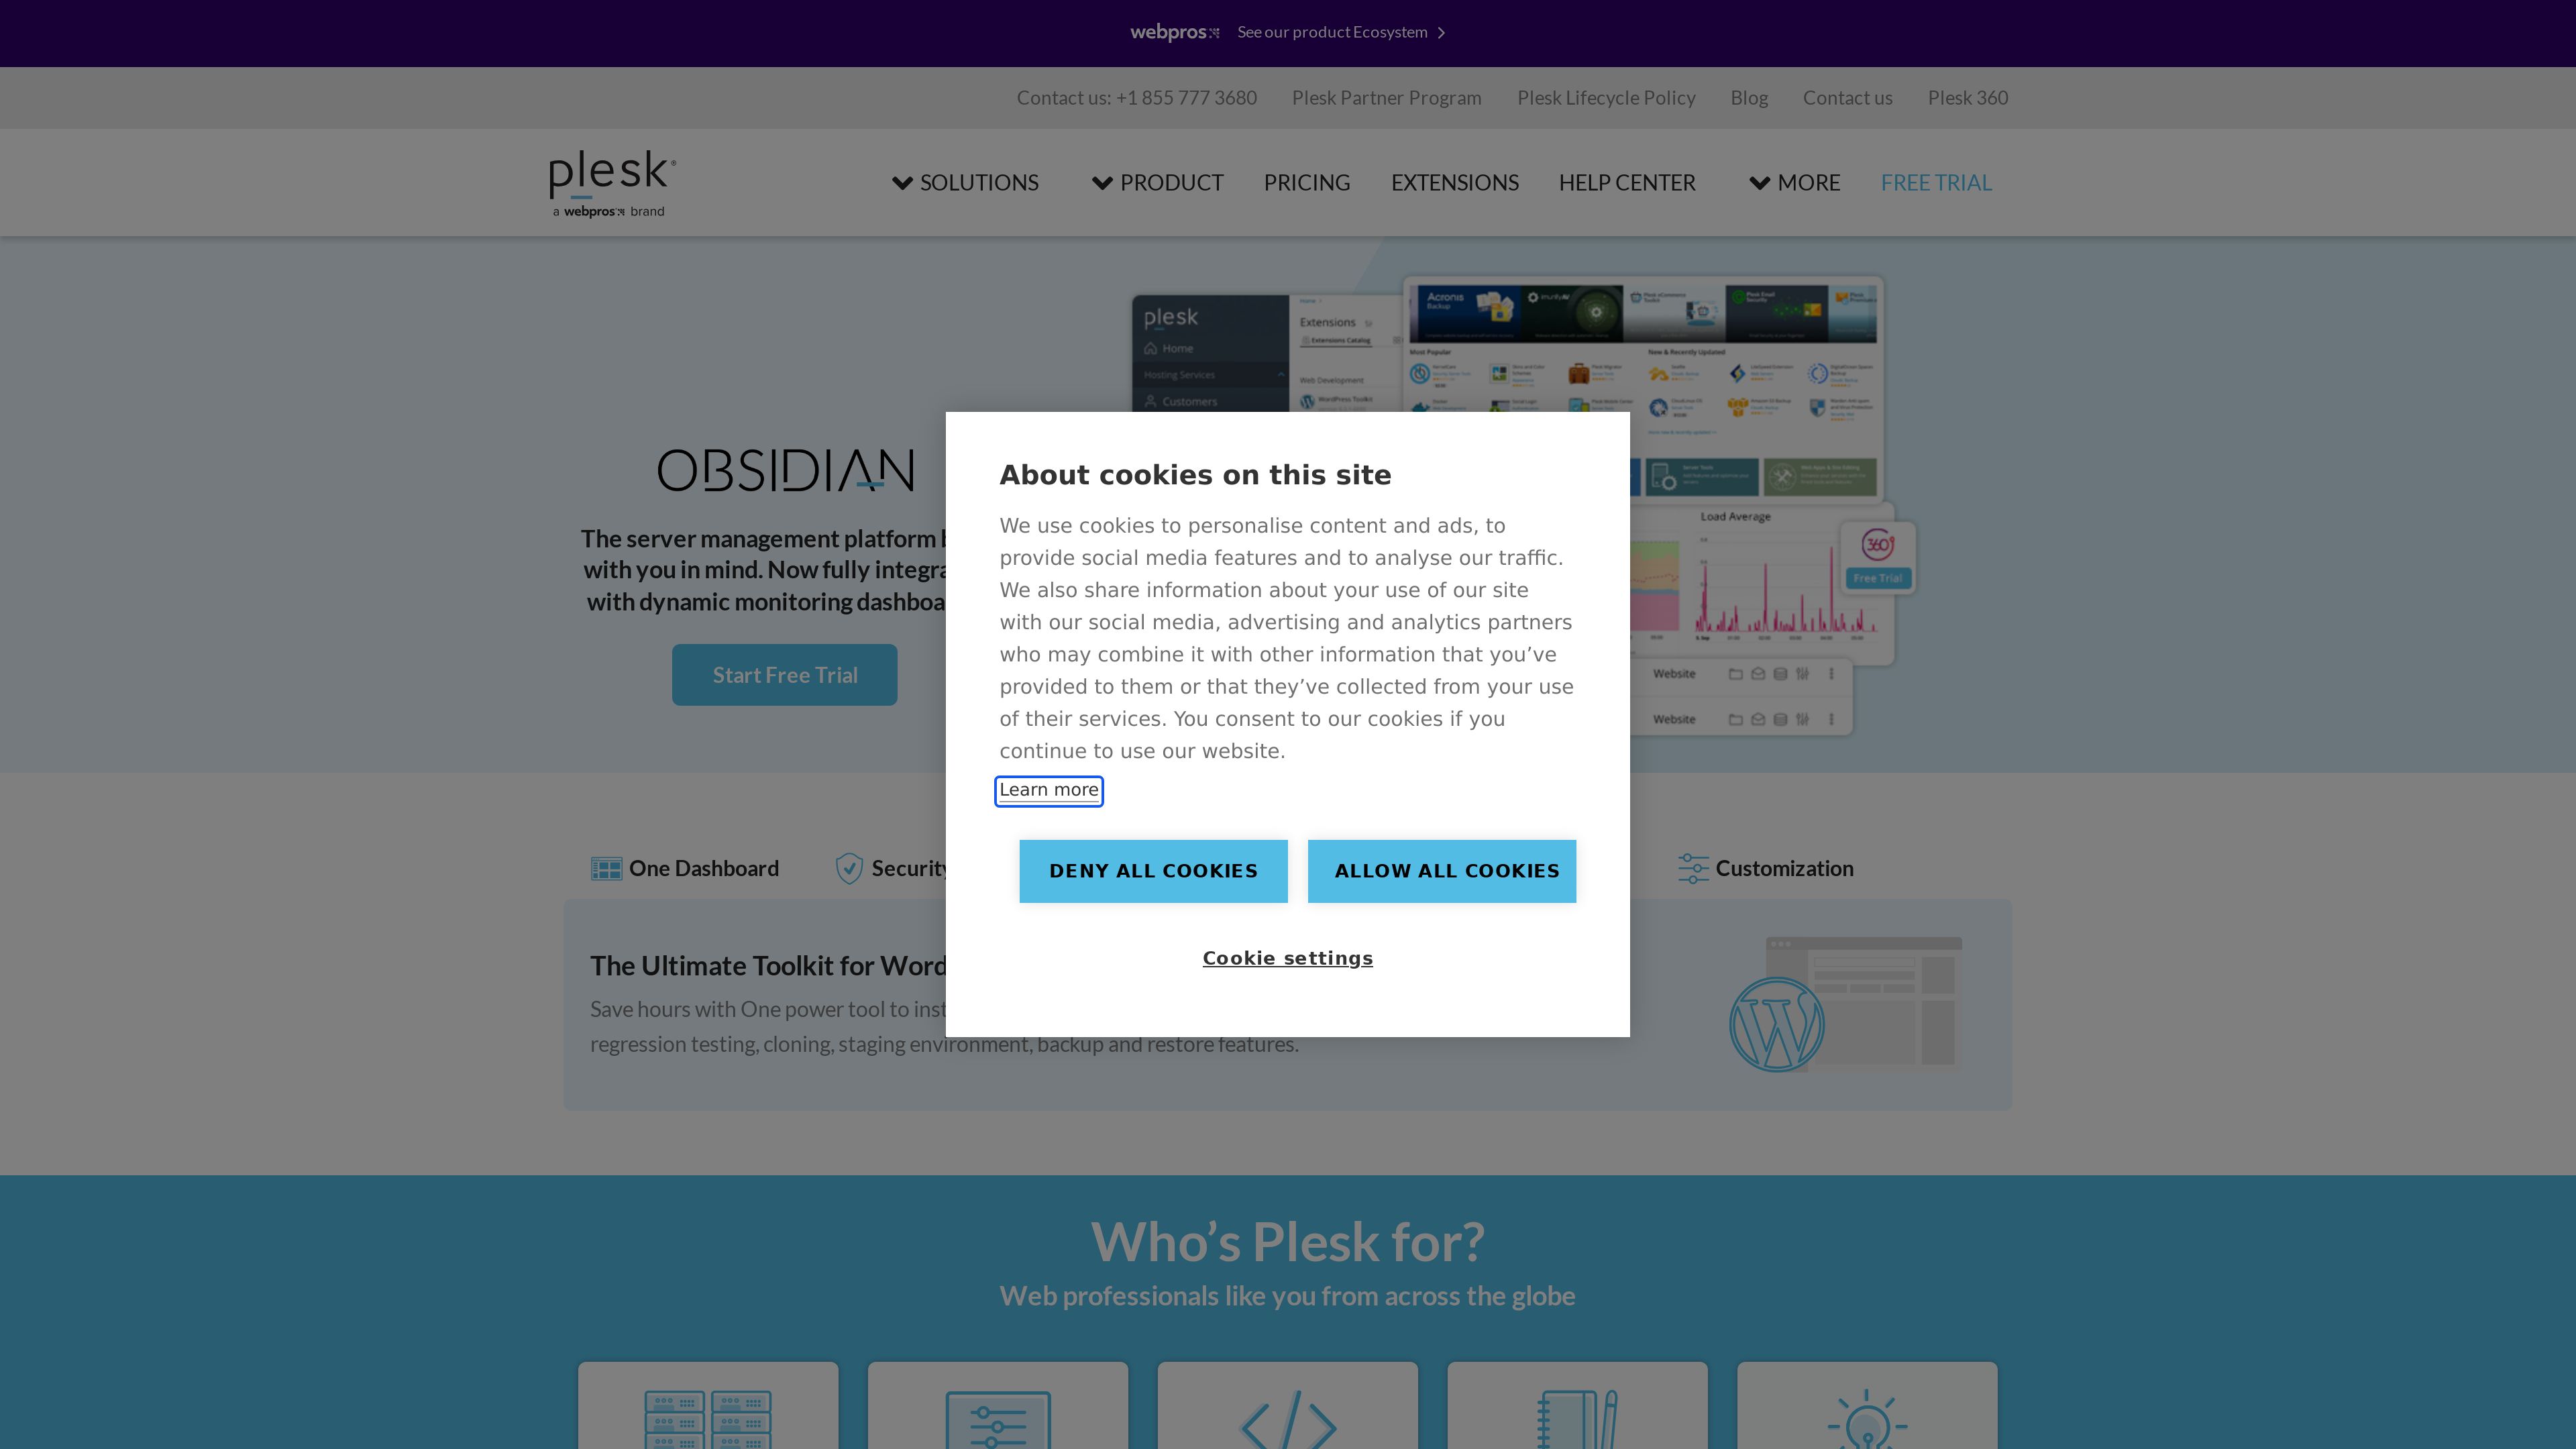 webpros See our product Ecosystem
Contact us: +1 855 777 3680 Plesk Partner Program Plesk Lifecycle Policy Blog Contact us Plesk 360
plesk
a webpros brand
SOLUTIONS PRODUCT PRICING EXTENSIONS HELP CENTER MORE FREE TRIAL
plesk
Home
Hosting Services
Customers
Home
Extensions
Extensions Catalog
Web Development
WordPress Toolkit
Acronis
Backup
Most Popular
New & Recently Updated
Server Tools
Load Average
360
Free Trial
Website
Website
OBSIDIAN
The server management platform
with you in mind. Now fully integra
with dynamic monitoring dashboa
Start Free Trial
About cookies on this site
We use cookies to personalise content and ads, to
provide social media features and to analyse our traffic.
We also share information about your use of our site
with our social media, advertising and analytics partners
who may combine it with other information that you’ve
provided to them or that they’ve collected from your use
of their services. You consent to our cookies if you
continue to use our website.
Learn more
DENY ALL COOKIES ALLOW ALL COOKIES
Cookie settings
One Dashboard Security Customization
The Ultimate Toolkit for Word
Save hours with One power tool to inst
regression testing, cloning, staging environment, backup and restore features.
Who’s Plesk for?
Web professionals like you from across the globe